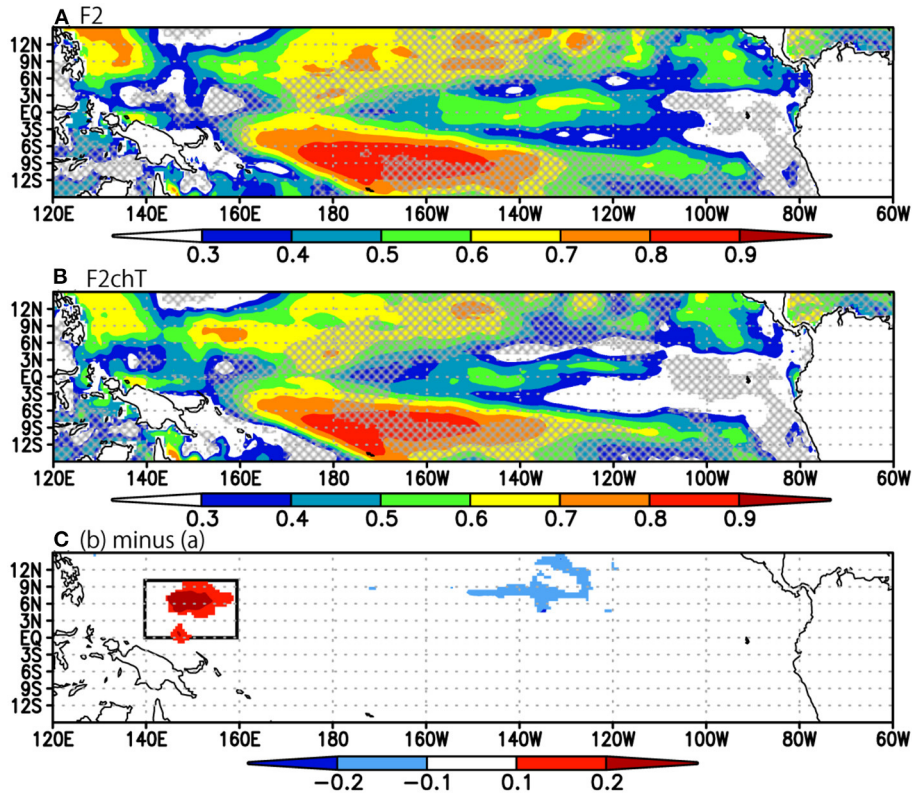 A F2
12N
9N
6N
3N
EQ
3S
6S
9S
12S
120E 140E 160E 180 160W 140W 120W 100W 80W 60W
0.3 0.4 0.5 0.6 0.7 0.8 0.9
B F2chT
12N
9N
6N
3N
EQ
3S
6S
9S
12S
120E 140E 160E 180 160W 140W 120W 100W 80W 60W
0.3 0.4 0.5 0.6 0.7 0.8 0.9
C (b) minus (a)
12N
9N
6N
3N
EQ
3S
6S
9S
12S
120E 140E 160E 180 160W 140W 120W 100W 80W 60W
−0.2 −0.1 0.1 0.2